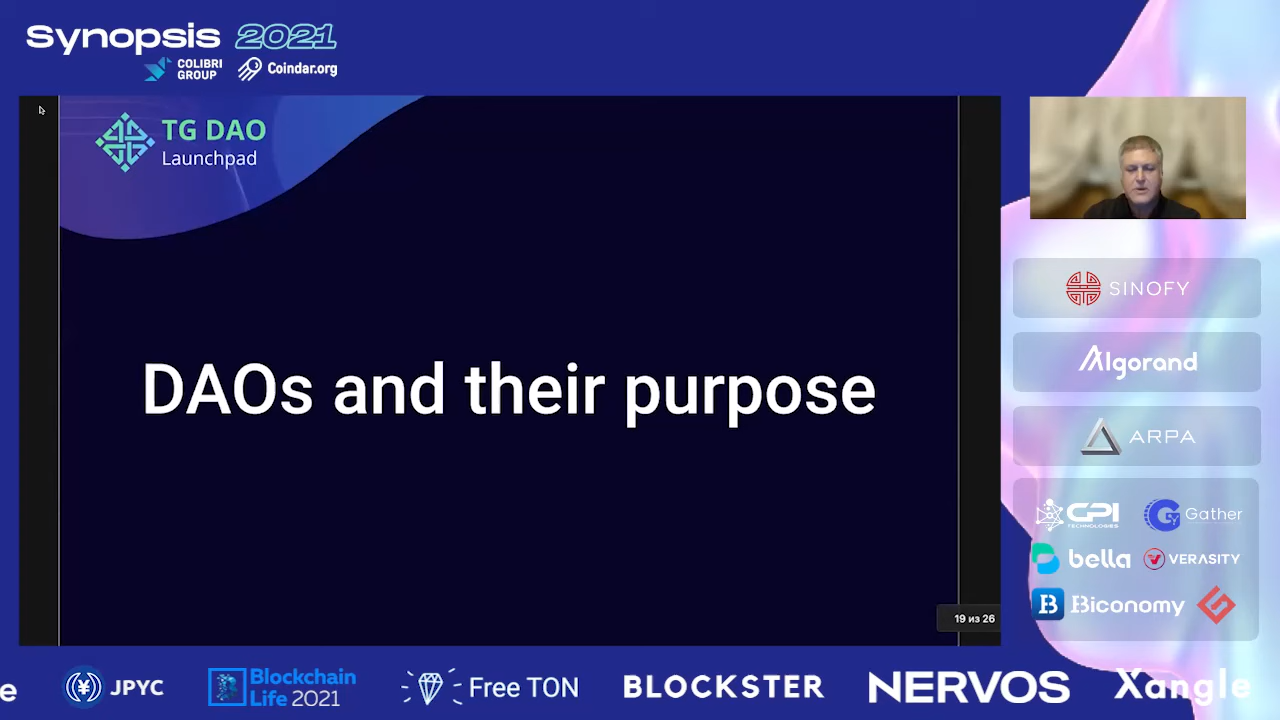 Synopsis 2021
COLIBRI
GROUP
Coindar.org
TG DAO
Launchpad
DAOs and their purpose
19 из 26
SINOFY
Algorand
ARPA
CPI
TECHNOLOGIES
Gather
bella
VERASITY
Biconomy
e
JPYC
Blockchain
Life 2021
Free TON
BLOCKSTER
NERVOS
Xangle